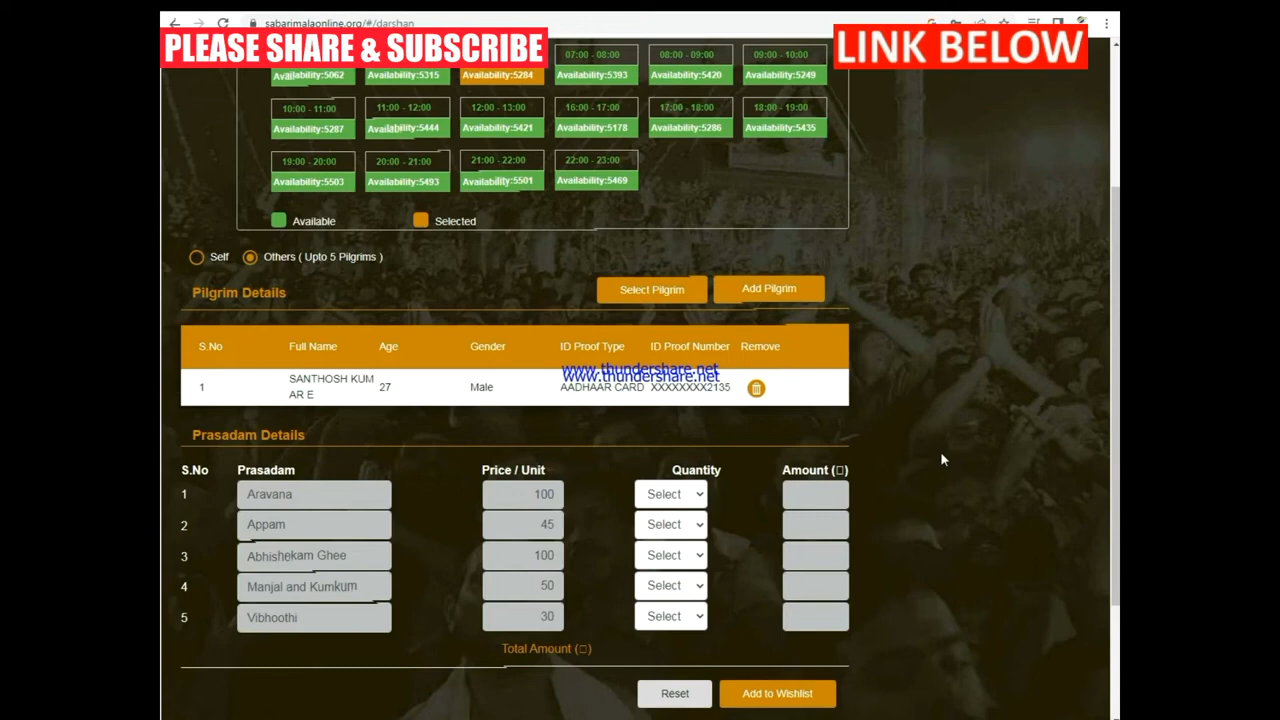 sabarimalaonline.org/#/darshan
PLEASE SHARE & SUBSCRIBE
LINK BELOW
07:00 - 08:00 08:00 - 09:00 09:00 - 10:00
Availability:5062 Availability:5315 Availability:5284 Availability:5393 Availability:5420 Availability:5249
10:00 - 11:00 11:00 - 12:00 12:00 - 13:00 16:00 - 17:00 17:00 - 18:00 18:00 - 19:00
Availability:5287 Availability:5444 Availability:5421 Availability:5178 Availability:5286 Availability:5435
19:00 - 20:00 20:00 - 21:00 21:00 - 22:00 22:00 - 23:00
Availability:5503 Availability:5493 Availability:5501 Availability:5469
Available Selected
Self Others ( Upto 5 Pilgrims )
Pilgrim Details Select Pilgrim Add Pilgrim
S.No Full Name Age Gender ID Proof Type ID Proof Number Remove
www.thundershare.net
www.thundershare.net
1 SANTHOSH KUM 27 Male AADHAAR CARD XXXXXXXX2135
AR E
Prasadam Details
S.No Prasadam Price / Unit Quantity Amount (▯)
1 Aravana 100 Select
2 Appam 45 Select
3 Abhishekam Ghee 100 Select
4 Manjal and Kumkum 50 Select
5 Vibhoothi 30 Select
Total Amount (▯)
Reset Add to Wishlist